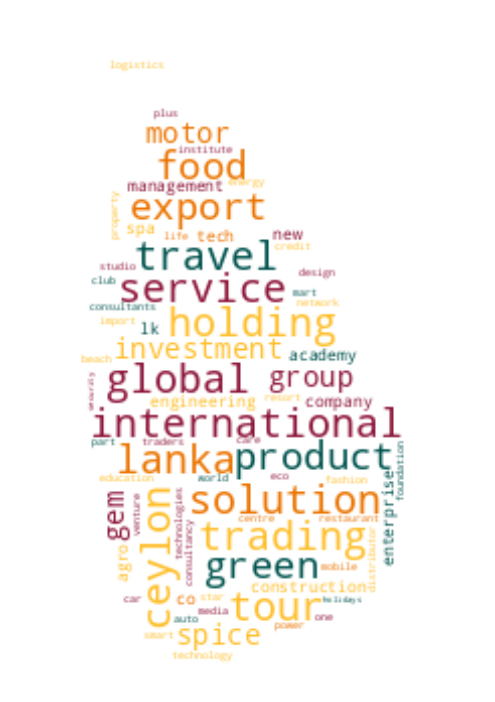 logistics
plus
motor
institute
food
management energy
property
export
spa
life tech new
travel credit
studio design
club service mart
consultants network
import lk holding
investment academy
beach
global group
security
engineering resort company
international
part traders care
lanka product
education world eco fashion
foundation
enterprise
gem
venture
ceylon
technologies
consultancy
solution
centre restaurant
trading
agro
green mobile
distributor
construction
car co star holidays
tour
media one
auto power
smart spice
technology